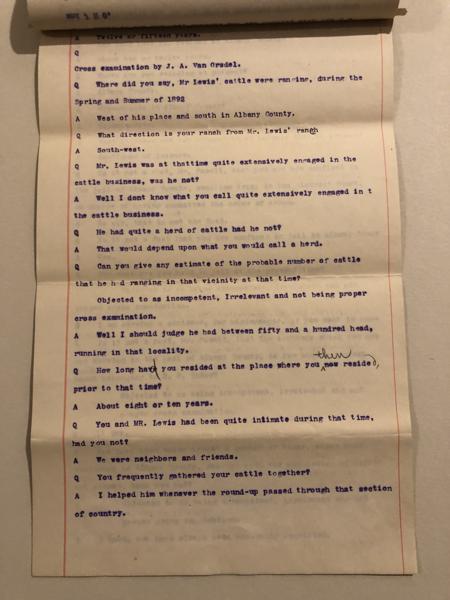 A Twelve or fifteen years.
Q
Cross examination by J. A. Van Orsdel.
Q Where did you say, Mr Lewis' cattle were ranging, during the
Spring and Summer of 1892
A West of his place and south in Albany County.
Q What direction is your ranch from Mr. Lewis' rangh
A South-west.
Q Mr. Lewis was at thattime quite extensively engaged in the
cattle business, was he not?
A Well I dont know what you call quite extensively engaged in t
the cattle business.
Q He had quite a herd of cattle had he not?
A That would depend upon what you would call a herd.
Q Can you give any estimate of the probable number of cattle
that he had ranging in that vicinity at that time?
Objected to as incompetent, Irrelevant and not being proper
cross examination.
A Well I should judge he had between fifty and a hundred head,
running in that locality.
then
Q How long had you resided at the place where you now reside,
prior to that time?
A About eight or ten years.
Q You and MR. Lewis had been quite intimate during that time,
had you not?
A We were neighbors and friends.
Q You frequently gathered your cattle together?
A I helped him whenever the round-up passed through that section
of country.